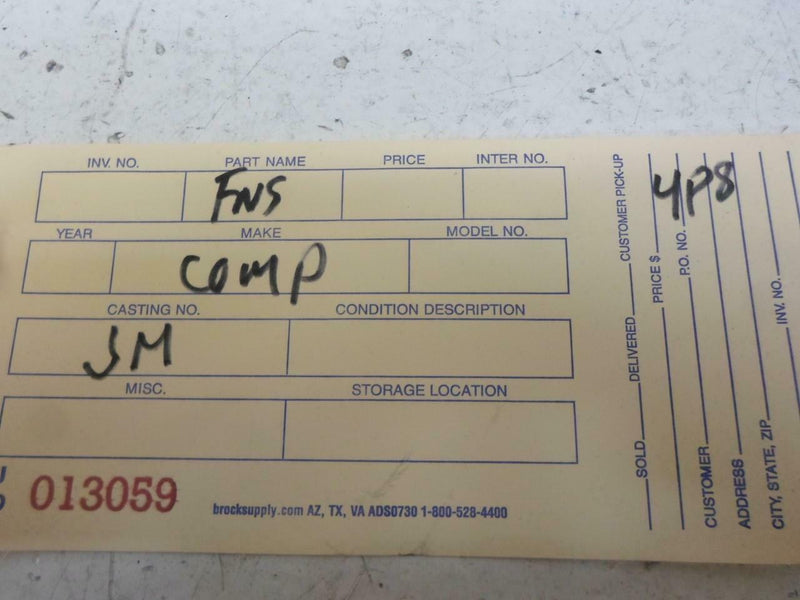 INV. NO. PART NAME PRICE INTER NO.
FNS
YEAR MAKE MODEL NO.
COMP
CASTING NO. CONDITION DESCRIPTION
JM
MISC. STORAGE LOCATION
013059
brocksupply.com AZ, TX, VA ADS0730 1-800-528-4400
SOLD DELIVERED CUSTOMER PICK-UP
PRICE $
4P8
P.O. NO.
CUSTOMER
ADDRESS
CITY, STATE, ZIP
INV. NO.